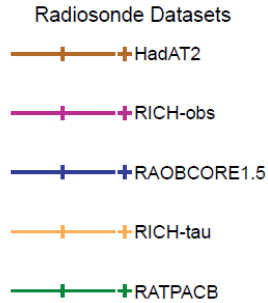 Radiosonde Datasets
HadAT2
RICH-obs
RAOBCORE1.5
RICH-tau
RATPACB